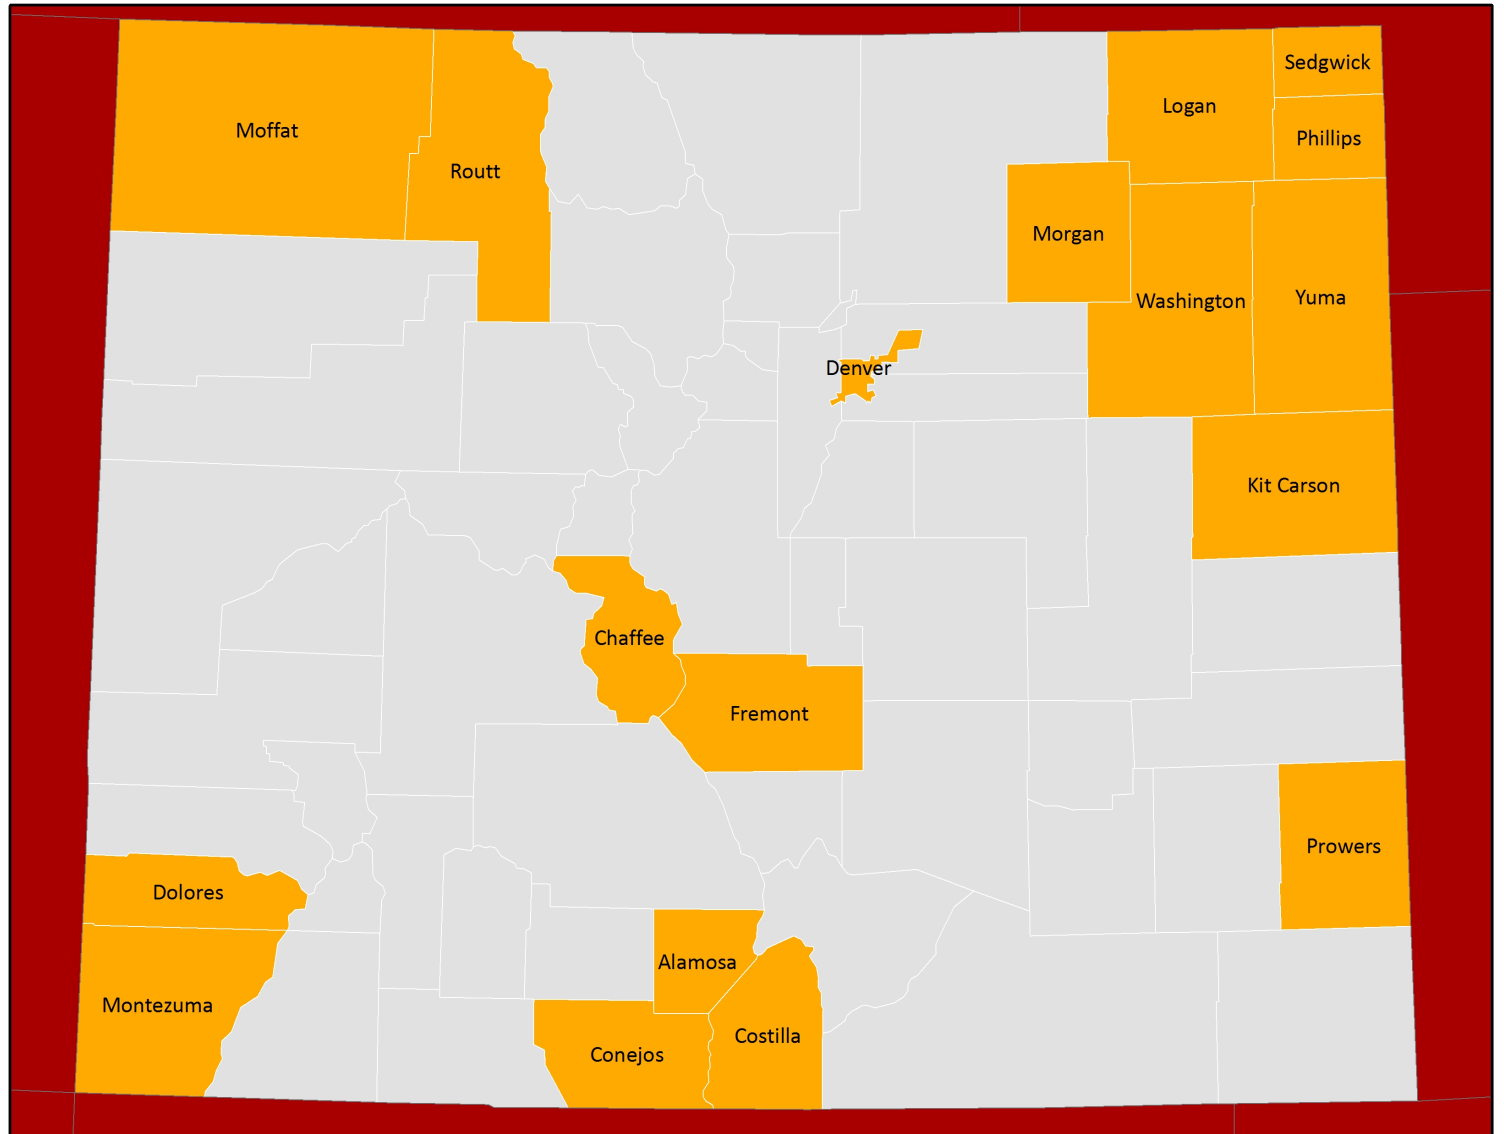 Sedgwick
Logan
Moffat
Phillips
Routt
Morgan
Yuma
Washington
Denver
Kit Carson
Chaffee
Fremont
Prowers
Dolores
Alamosa
Montezuma
Costilla
Conejos